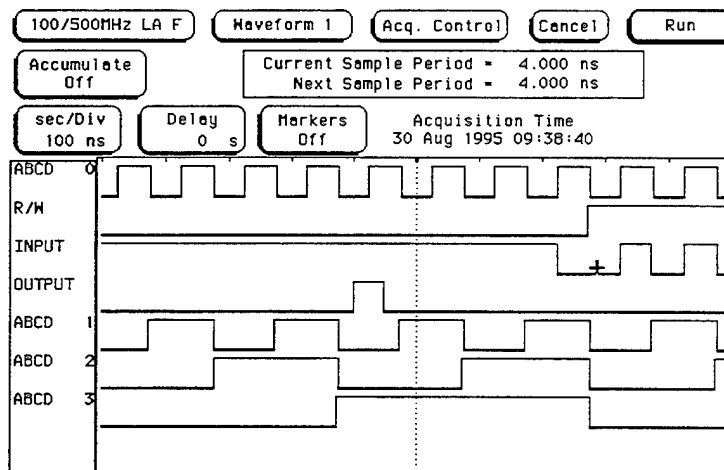 100/500MHz LA F Waveform 1 Acq. Control Cancel Run
Accumulate
Off
Current Sample Period = 4.000 ns
Next Sample Period = 4.000 ns
sec/Div
100 ns
Delay
0 s
Markers
Off
Acquisition Time
30 Aug 1995 09:38:40
ABCD 0
R/W
INPUT
OUTPUT
ABCD 1
ABCD 2
ABCD 3